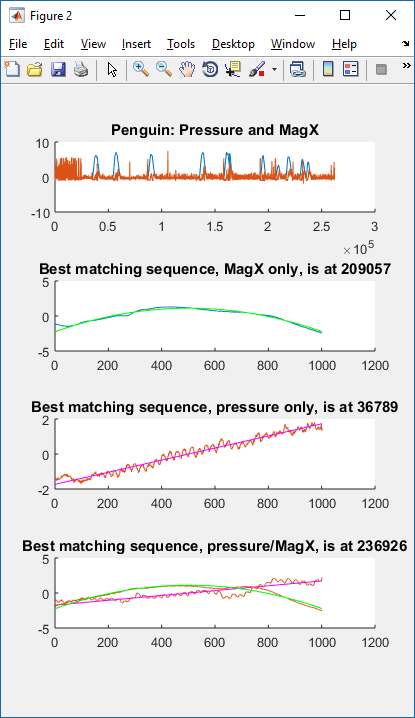 Figure 2
File Edit View Insert Tools Desktop Window Help
Penguin: Pressure and MagX
10
0
-10
0 0.5 1 1.5 2 2.5 3
×10^5
Best matching sequence, MagX only, is at 209057
5
0
-5
0 200 400 600 800 1000 1200
Best matching sequence, pressure only, is at 36789
2
0
-2
0 200 400 600 800 1000 1200
Best matching sequence, pressure/MagX, is at 236926
5
0
-5
0 200 400 600 800 1000 1200